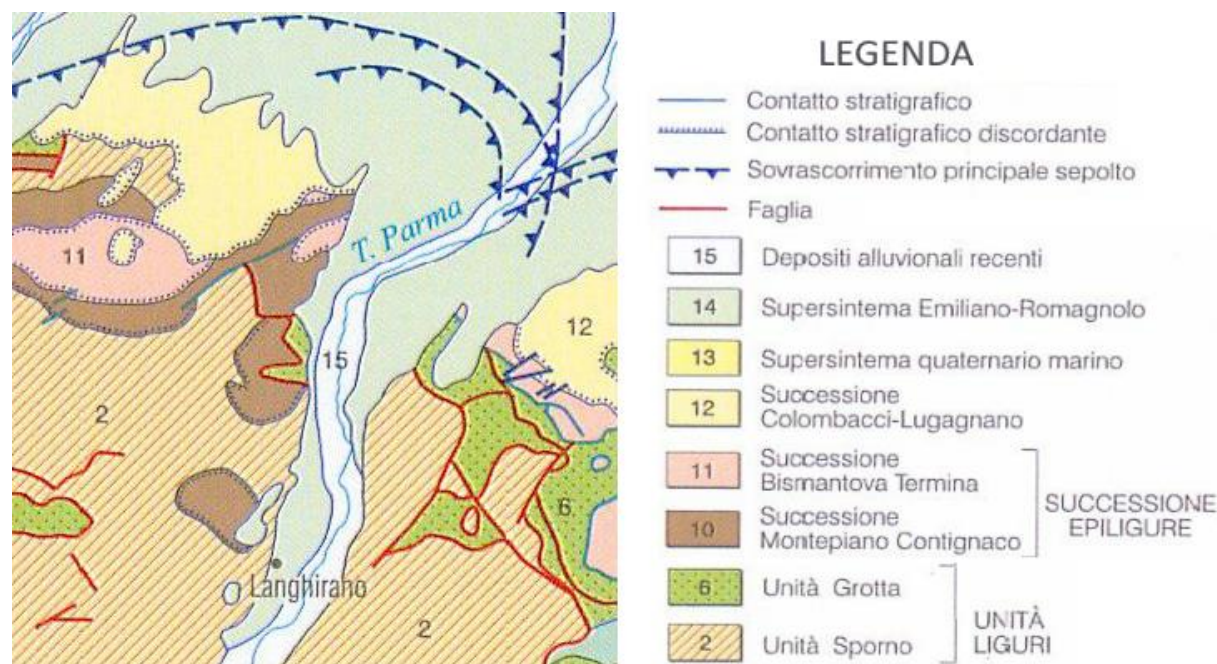 11
T. Parma
12
15
2
6
Langhirano
2
LEGENDA
Contatto stratigrafico
Contatto stratigrafico discordante
Sovrascorrimento principale sepolto
Faglia
15 Depositi alluvionali recenti
14 Supersintema Emiliano-Romagnolo
13 Supersintema quaternario marino
12 Successione
Colombacci-Lugagnano
11 Successione
Bismantova Termina
10 Successione
Montepiano Contignaco
SUCCESSIONE
EPILIGURE
6 Unità Grotta
2 Unità Sporno
UNITÀ
LIGURI